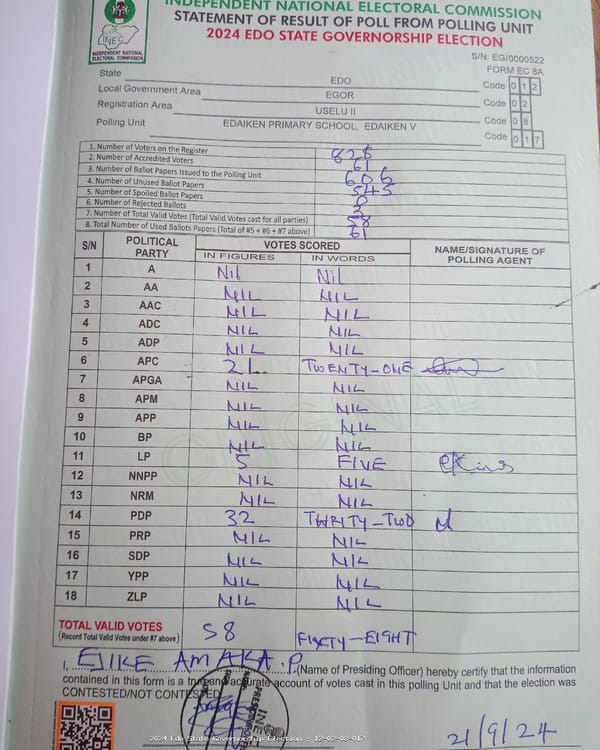 INDEPENDENT NATIONAL ELECTORAL COMMISSION
STATEMENT OF RESULT OF POLL FROM POLLING UNIT
2024 EDO STATE GOVERNORSHIP ELECTION
INEC
INDEPENDENT NATIONAL
ELECTORAL COMMISSION
S/N: EG/0000522
FORM EC 8A
State EDO Code 0 1 2
Local Government Area EGOR Code 0 2
Registration Area USELU II Code 0 8
Polling Unit EDAIKEN PRIMARY SCHOOL, EDAIKEN V Code 0 1 7
1. Number of Voters on the Register 828
2. Number of Accredited Voters 61
3. Number of Ballot Papers Issued to the Polling Unit 606
4. Number of Unused Ballot Papers 545
5. Number of Spoiled Ballot Papers 0
6. Number of Rejected Ballots 3
7. Number of Total Valid Votes (Total Valid Votes cast for all parties) 58
8. Total Number of Used Ballots Papers (Total of #5 + #6 + #7 above) 61
S/N POLITICAL PARTY VOTES SCORED NAME/SIGNATURE OF POLLING AGENT
IN FIGURES IN WORDS
1 A Nil Nil
2 AA NIL NIL
3 AAC NIL NIL
4 ADC NIL NIL
5 ADP NIL NIL
6 APC 21 TWENTY-ONE
7 APGA NIL NIL
8 APM NIL NIL
9 APP NIL NIL
10 BP NIL NIL
11 LP 5 FIVE
12 NNPP NIL NIL
13 NRM NIL NIL
14 PDP 32 THRITY-TWO
15 PRP NIL NIL
16 SDP NIL NIL
17 YPP NIL NIL
18 ZLP NIL NIL
ORIGINAL
TOTAL VALID VOTES 58 FIXTY-EIGHT
(Record Total Valid Votes under #7 above)
I, EJIKE AMAKA .P. (Name of Presiding Officer) hereby certify that the information
contained in this form is a true and accurate account of votes cast in this polling Unit and that the election was
CONTESTED/NOT CONTESTED
INEC
21/9/24
2024 Edo State Governorship Election : 12-02-08-017